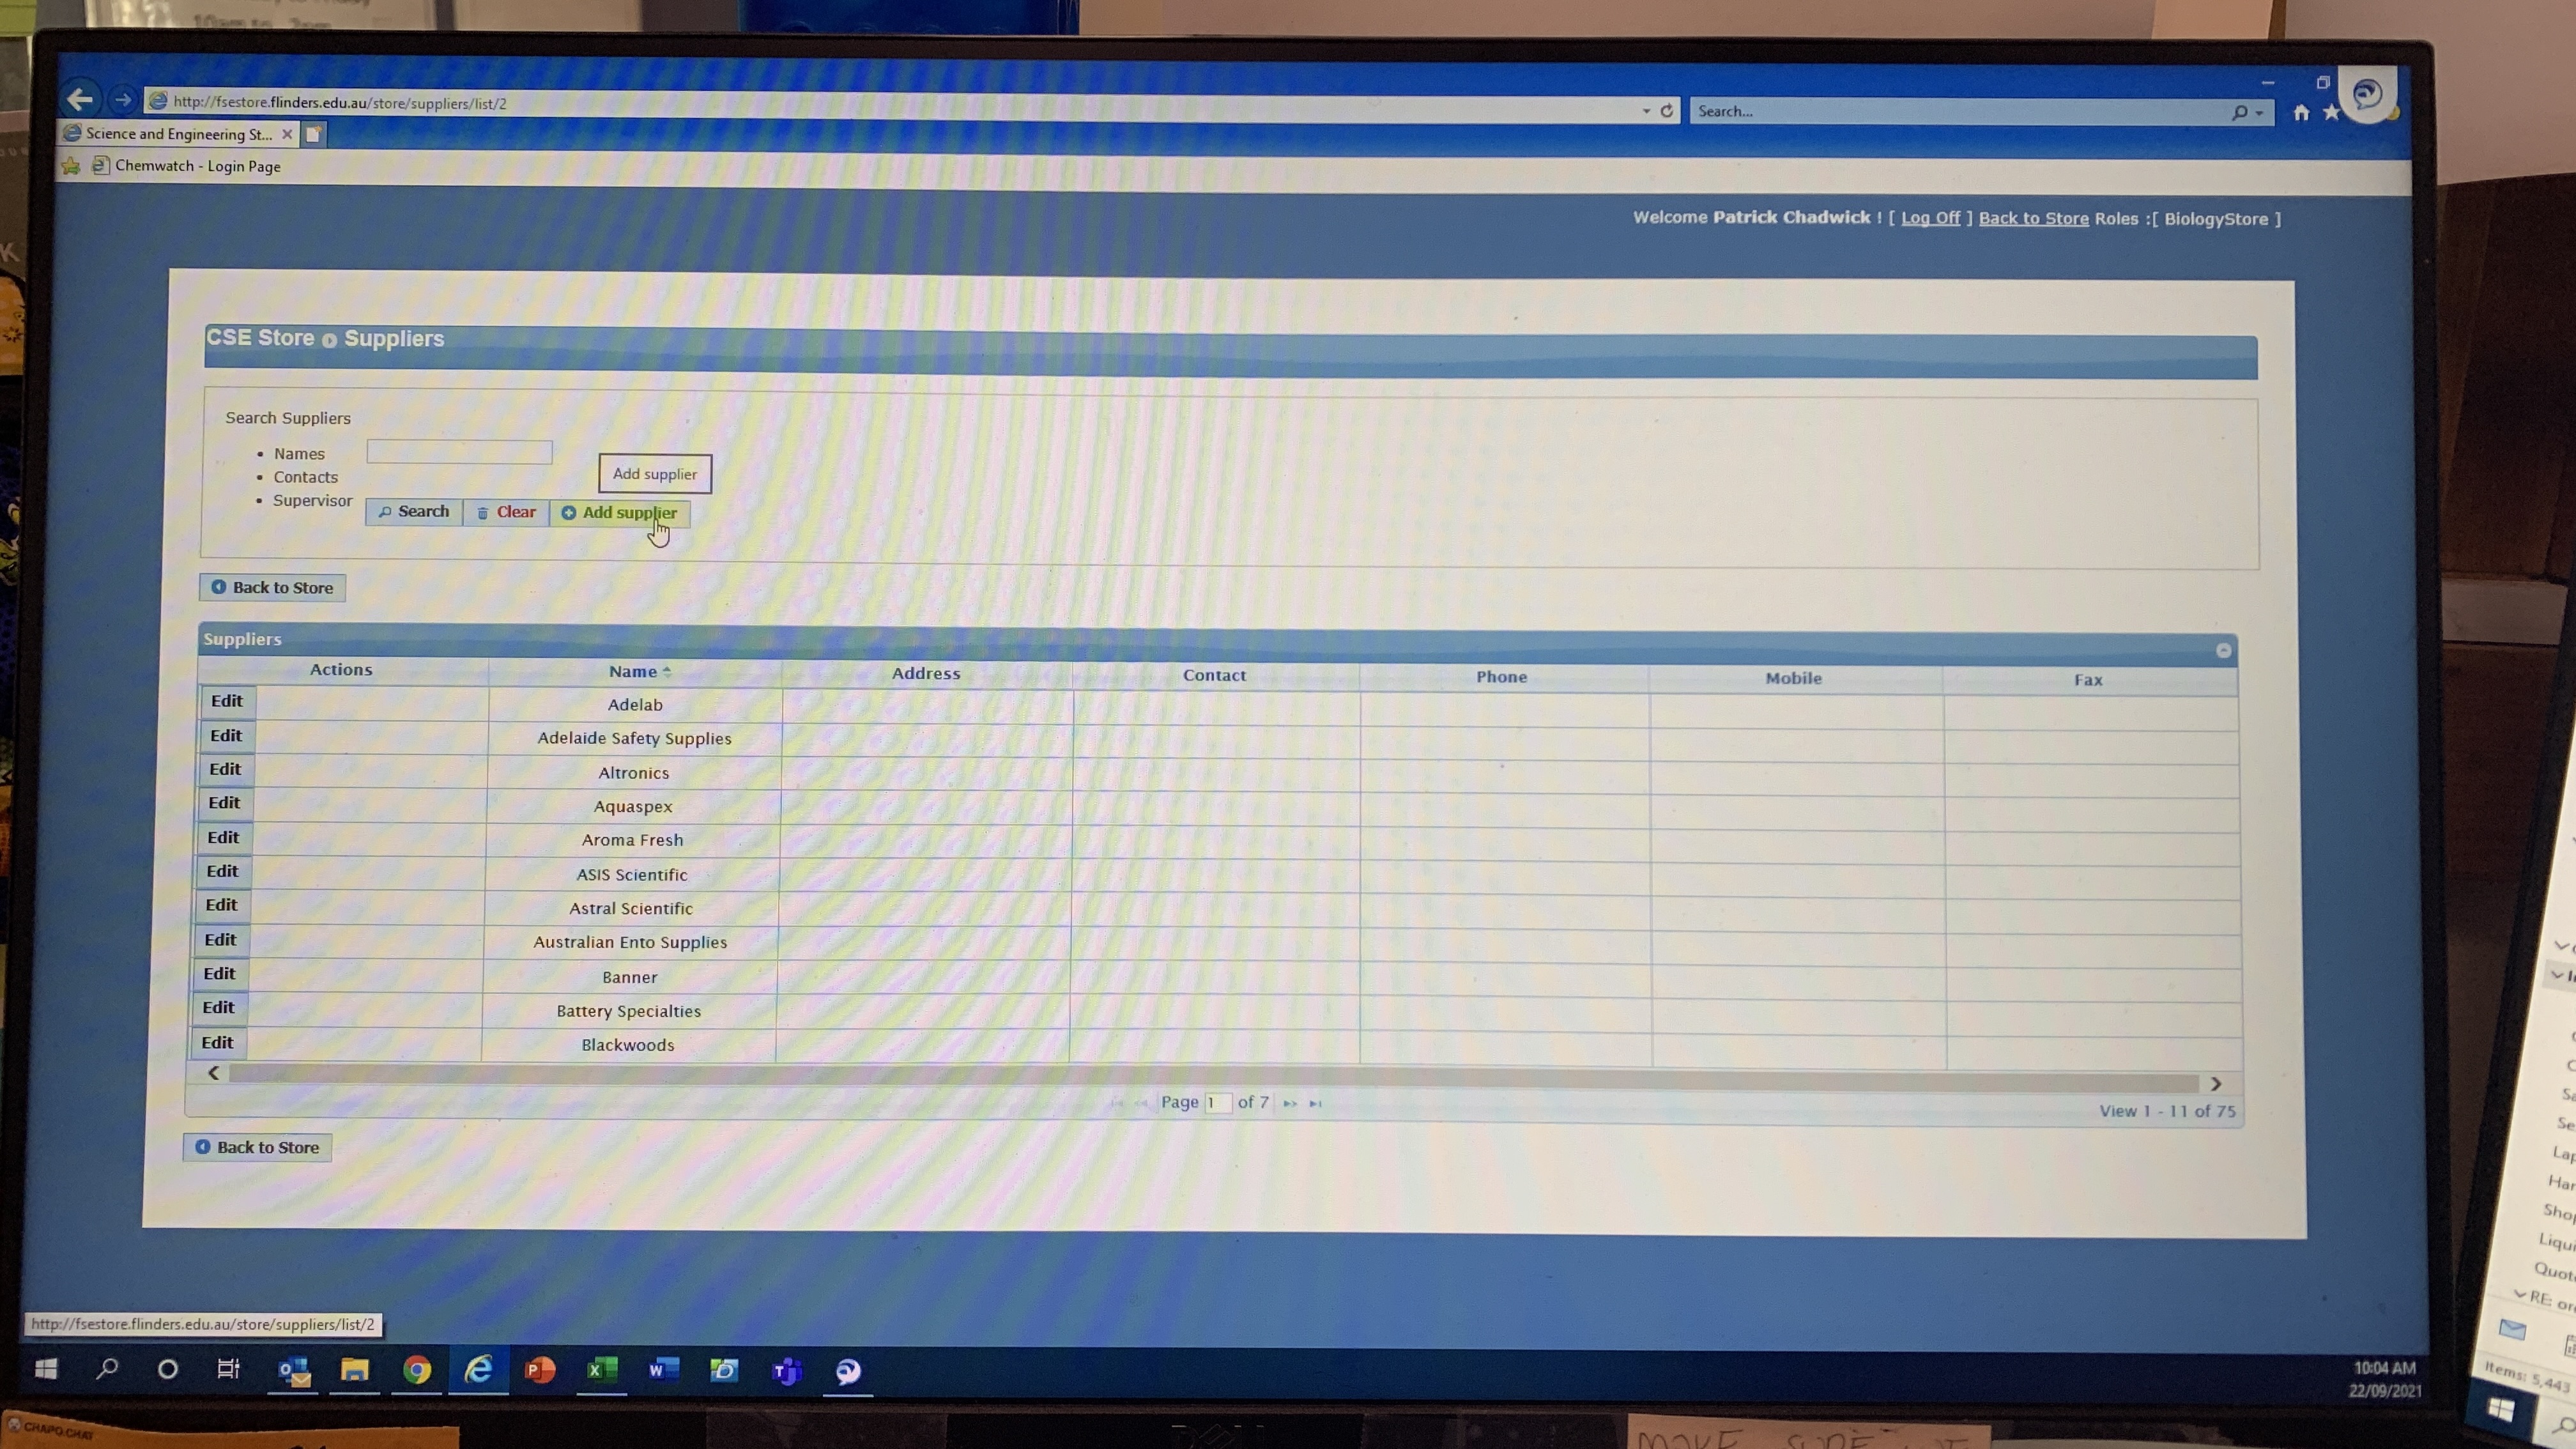 http://fsestore.flinders.edu.au/store/suppliers/list/2
Search...
Science and Engineering St...
Chemwatch - Login Page
Welcome Patrick Chadwick ! [ Log Off ] Back to Store Roles :[ BiologyStore ]
CSE Store Suppliers
Search Suppliers
• Names
• Contacts
• Supervisor
Add supplier
Search Clear Add supplier
Back to Store
Suppliers
Actions Name Address Contact Phone Mobile Fax
Edit Adelab
Edit Adelaide Safety Supplies
Edit Altronics
Edit Aquaspex
Edit Aroma Fresh
Edit ASIS Scientific
Edit Astral Scientific
Edit Australian Ento Supplies
Edit Banner
Edit Battery Specialties
Edit Blackwoods
Page 1 of 7
View 1 - 11 of 75
Back to Store
http://fsestore.flinders.edu.au/store/suppliers/list/2
10:04 AM
22/09/2021
RE:
Items: 5,443
CHAPO.CHAT
MAKE SURE